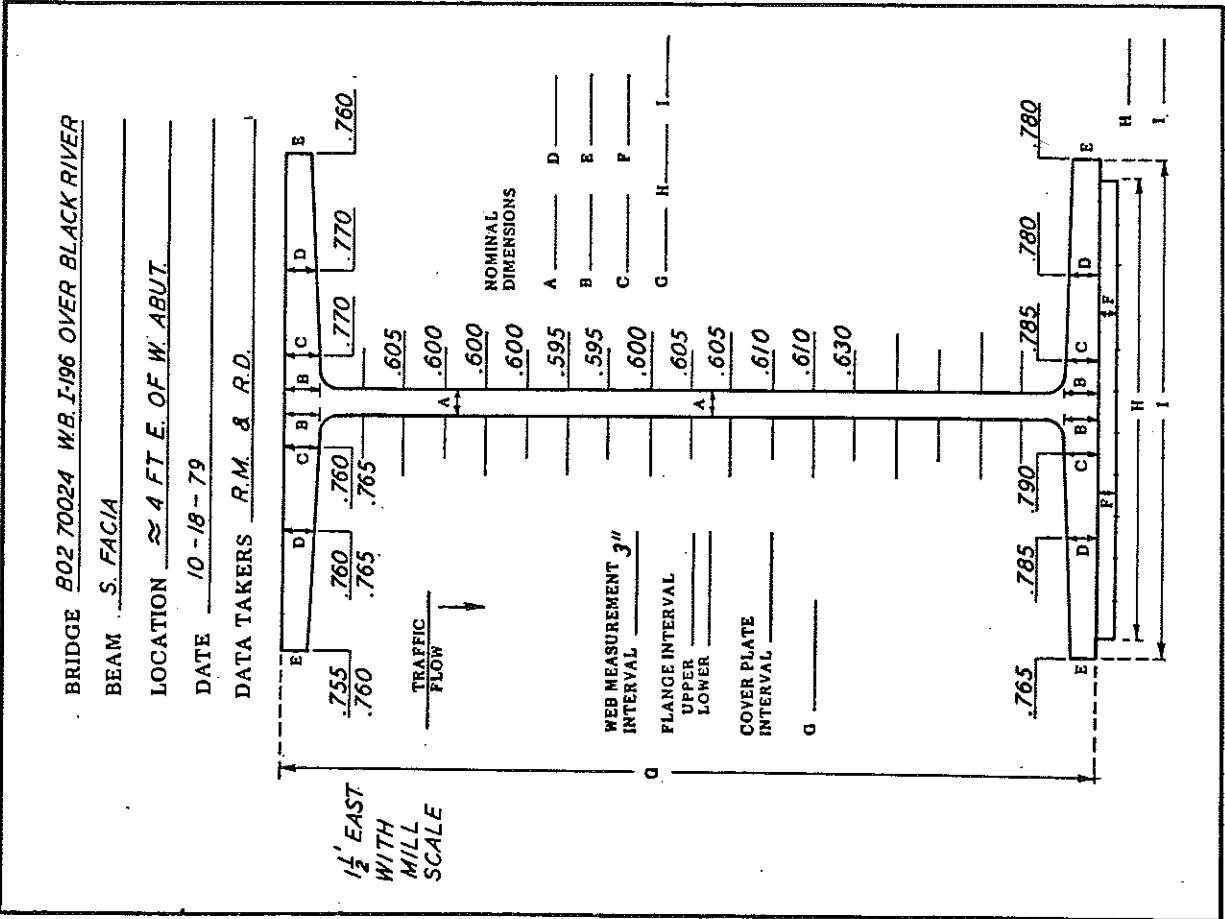 BRIDGE B02 70024 W.B. I-196 OVER BLACK RIVER
BEAM S. FACIA
LOCATION ≈ 4 FT E. OF W. ABUT.
DATE 10-18-79
DATA TAKERS R.M. & R.D.
1½' EAST
WITH
MILL
SCALE
E D C B B C D E
.755 .760 .760 .770 .770 .760
.760 .765 .765
TRAFFIC
FLOW
.605
.600
.600
.600
.595
.595
.600
.605
.605
.610
.610
.630
A
A
NOMINAL
DIMENSIONS
A D
B E
C F
G H I
WEB MEASUREMENT
INTERVAL 3"
FLANGE INTERVAL
UPPER
LOWER
COVER PLATE
INTERVAL
G
G
.765 .785 .790 .785 .780 .780
E D C B B C D E
F F
H
I
H
I